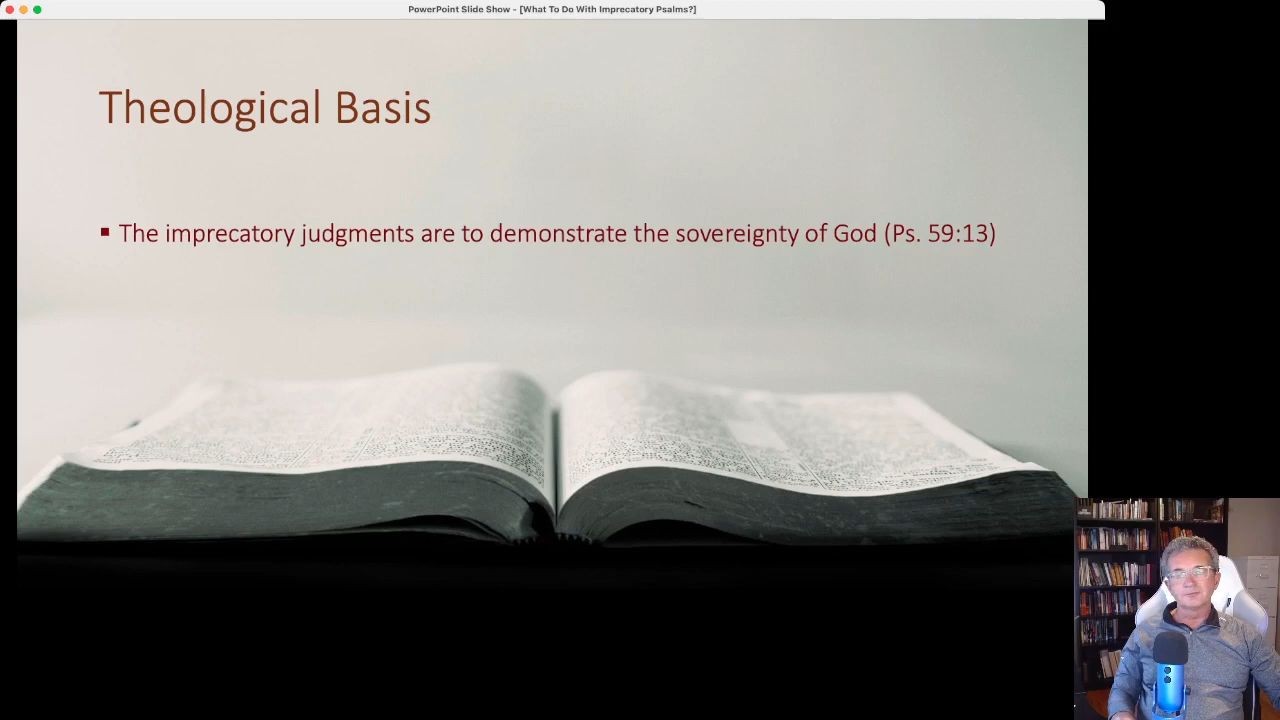 PowerPoint Slide Show - [What To Do With Imprecatory Psalms?]
Theological Basis
▪ The imprecatory judgments are to demonstrate the sovereignty of God (Ps. 59:13)